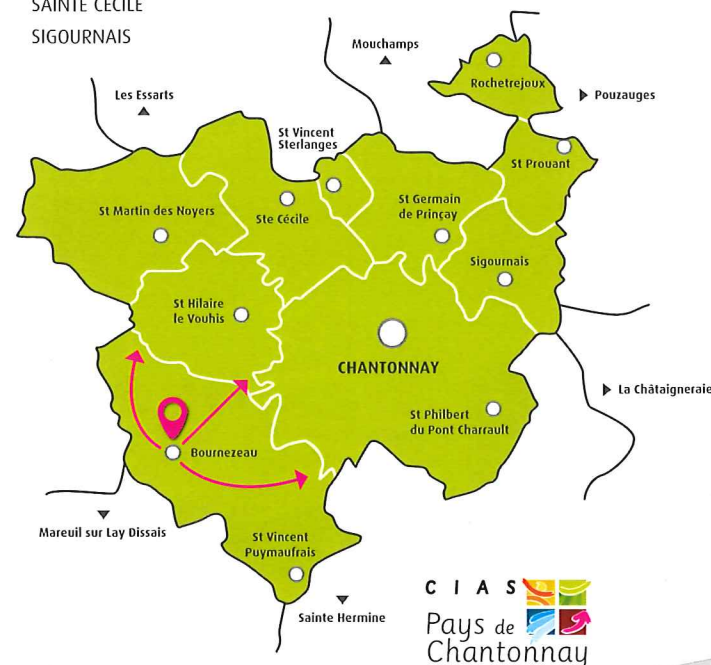 SAINTE CÉCILE
SIGOURNAIS
Mouchamps
Rochetrejoux
Les Essarts
Pouzauges
St Vincent
Sterlanges
St Prouant
St Martin des Noyers
Ste Cécile
St Germain
de Prinçay
Sigournais
St Hilaire
le Vouhis
CHANTONNAY
La Châtaigneraie
St Philbert
du Pont Charrault
Bournezeau
Mareuil sur Lay Dissais
St Vincent
Puymaufrais
Sainte Hermine
CIAS
Pays de
Chantonnay